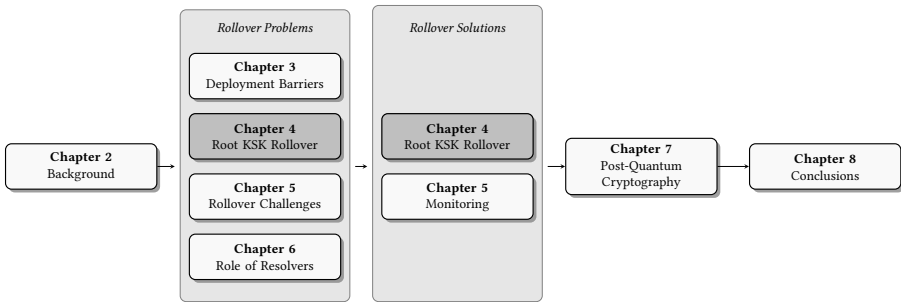 Chapter 2
Background
Rollover Problems
Chapter 3
Deployment Barriers
Chapter 4
Root KSK Rollover
Chapter 5
Rollover Challenges
Chapter 6
Role of Resolvers
Rollover Solutions
Chapter 4
Root KSK Rollover
Chapter 5
Monitoring
Chapter 7
Post-Quantum
Cryptography
Chapter 8
Conclusions